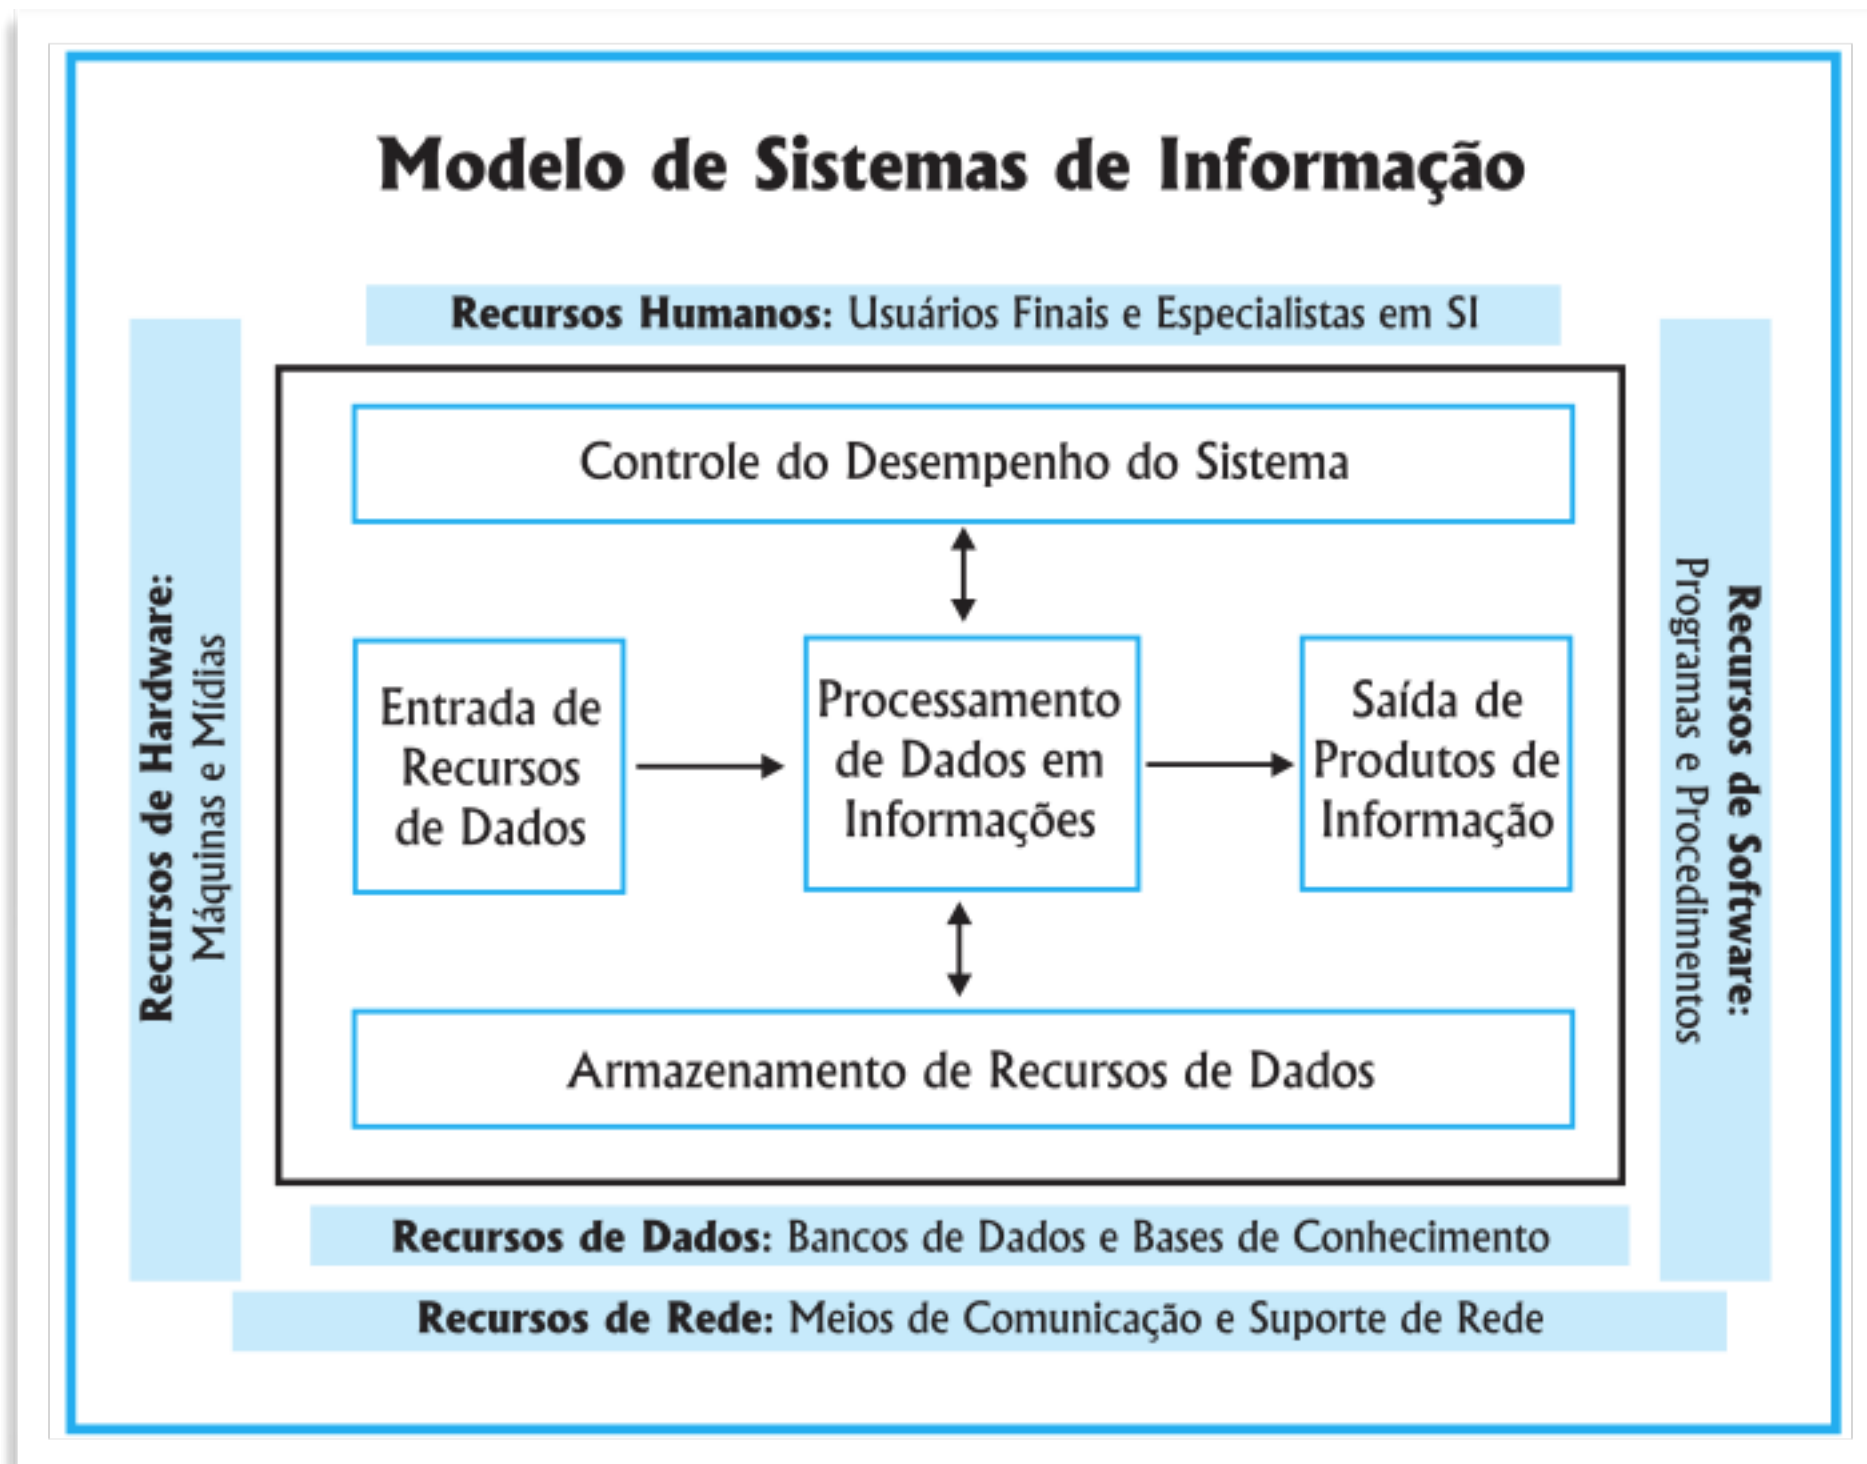 Modelo de Sistemas de Informação
Recursos Humanos: Usuários Finais e Especialistas em SI
Recursos de Hardware:
Máquinas e Mídias
Controle do Desempenho do Sistema
Entrada de
Recursos
de Dados
Processamento
de Dados em
Informações
Saída de
Produtos de
Informação
Armazenamento de Recursos de Dados
Recursos de Software:
Programas e Procedimentos
Recursos de Dados: Bancos de Dados e Bases de Conhecimento
Recursos de Rede: Meios de Comunicação e Suporte de Rede